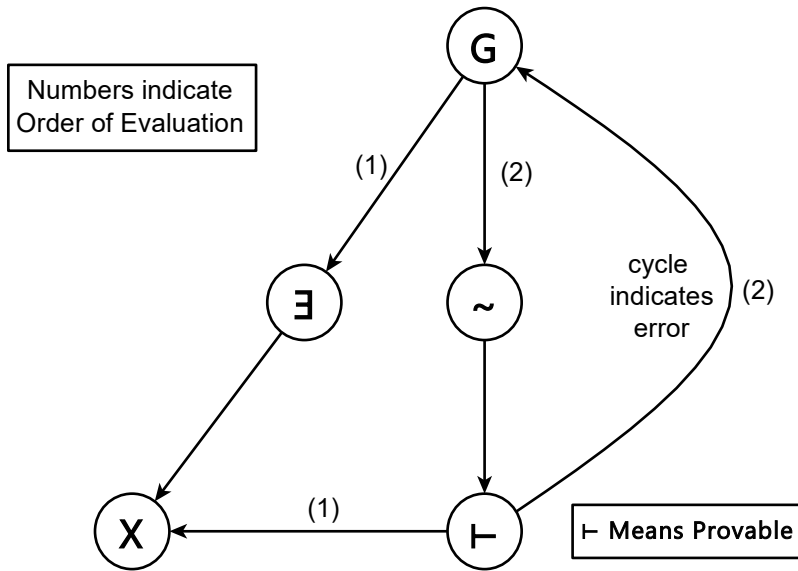 G
Numbers indicate
Order of Evaluation
(1)
(2)
∃
~
cycle
indicates
error
(2)
X
(1)
⊢
⊢ Means Provable